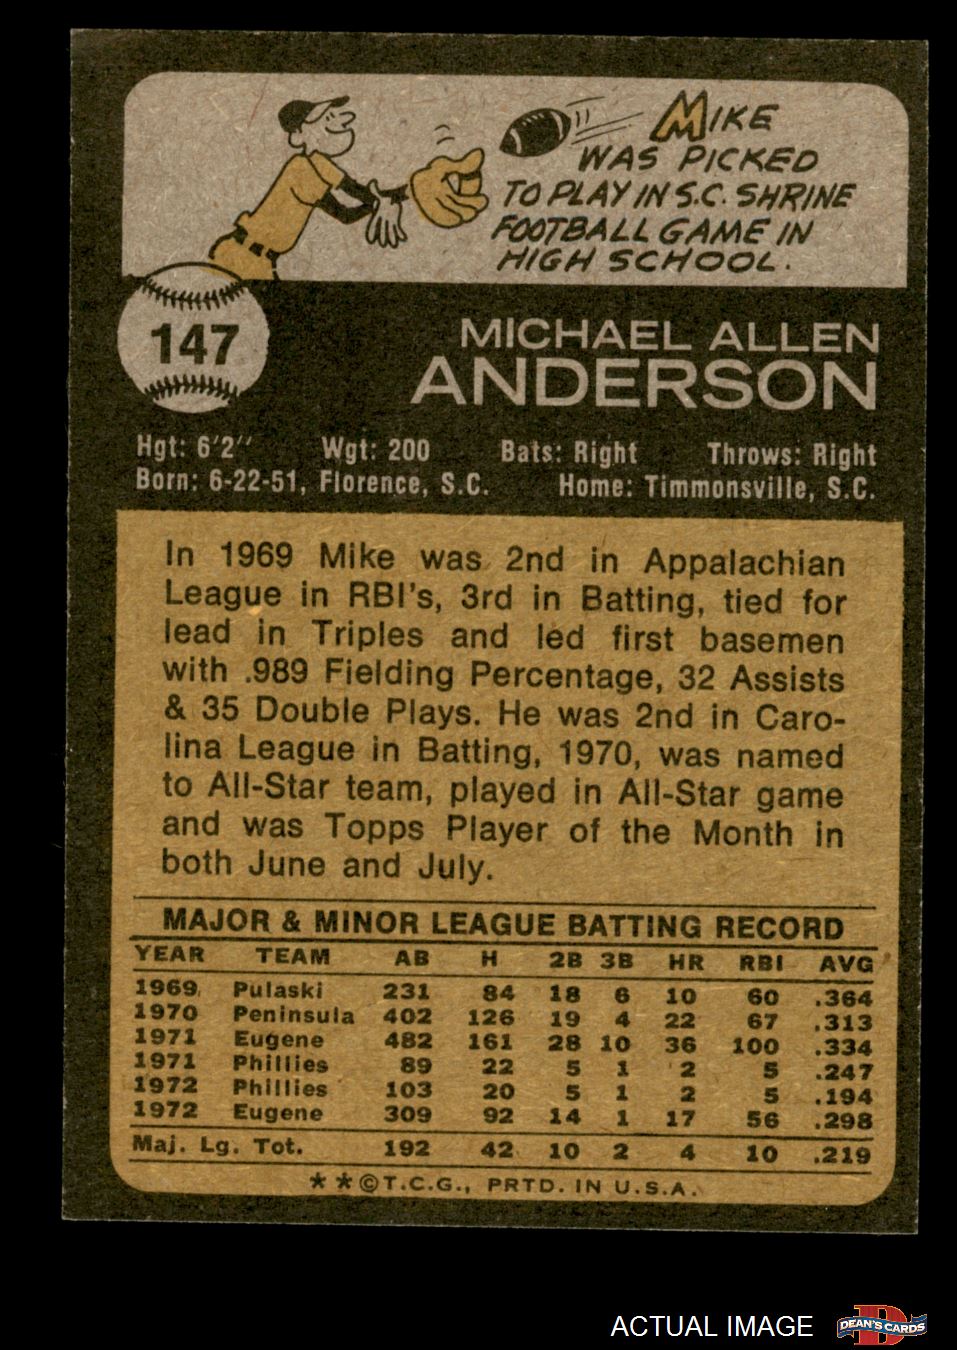 MIKE
WAS PICKED
TO PLAY IN S.C. SHRINE
FOOTBALL GAME IN
HIGH SCHOOL.
147
MICHAEL ALLEN
ANDERSON
Hgt: 6'2" Wgt: 200 Bats: Right Throws: Right
Born: 6-22-51, Florence, S.C. Home: Timmonsville, S.C.
In 1969 Mike was 2nd in Appalachian
League in RBI's, 3rd in Batting, tied for
lead in Triples and led first basemen
with .989 Fielding Percentage, 32 Assists
& 35 Double Plays. He was 2nd in Caro-
lina League in Batting, 1970, was named
to All-Star team, played in All-Star game
and was Topps Player of the Month in
both June and July.
MAJOR & MINOR LEAGUE BATTING RECORD
YEAR TEAM AB H 2B 3B HR RBI AVG
1969 Pulaski 231 84 18 6 10 60 .364
1970 Peninsula 402 126 19 4 22 67 .313
1971 Eugene 482 161 28 10 36 100 .334
1971 Phillies 89 22 5 1 2 5 .247
1972 Phillies 103 20 5 1 2 5 .194
1972 Eugene 309 92 14 1 17 56 .298
Maj. Lg. Tot. 192 42 10 2 4 10 .219
**©T.C.G., PRTD. IN U.S.A.
ACTUAL IMAGE
DEAN'S CARDS